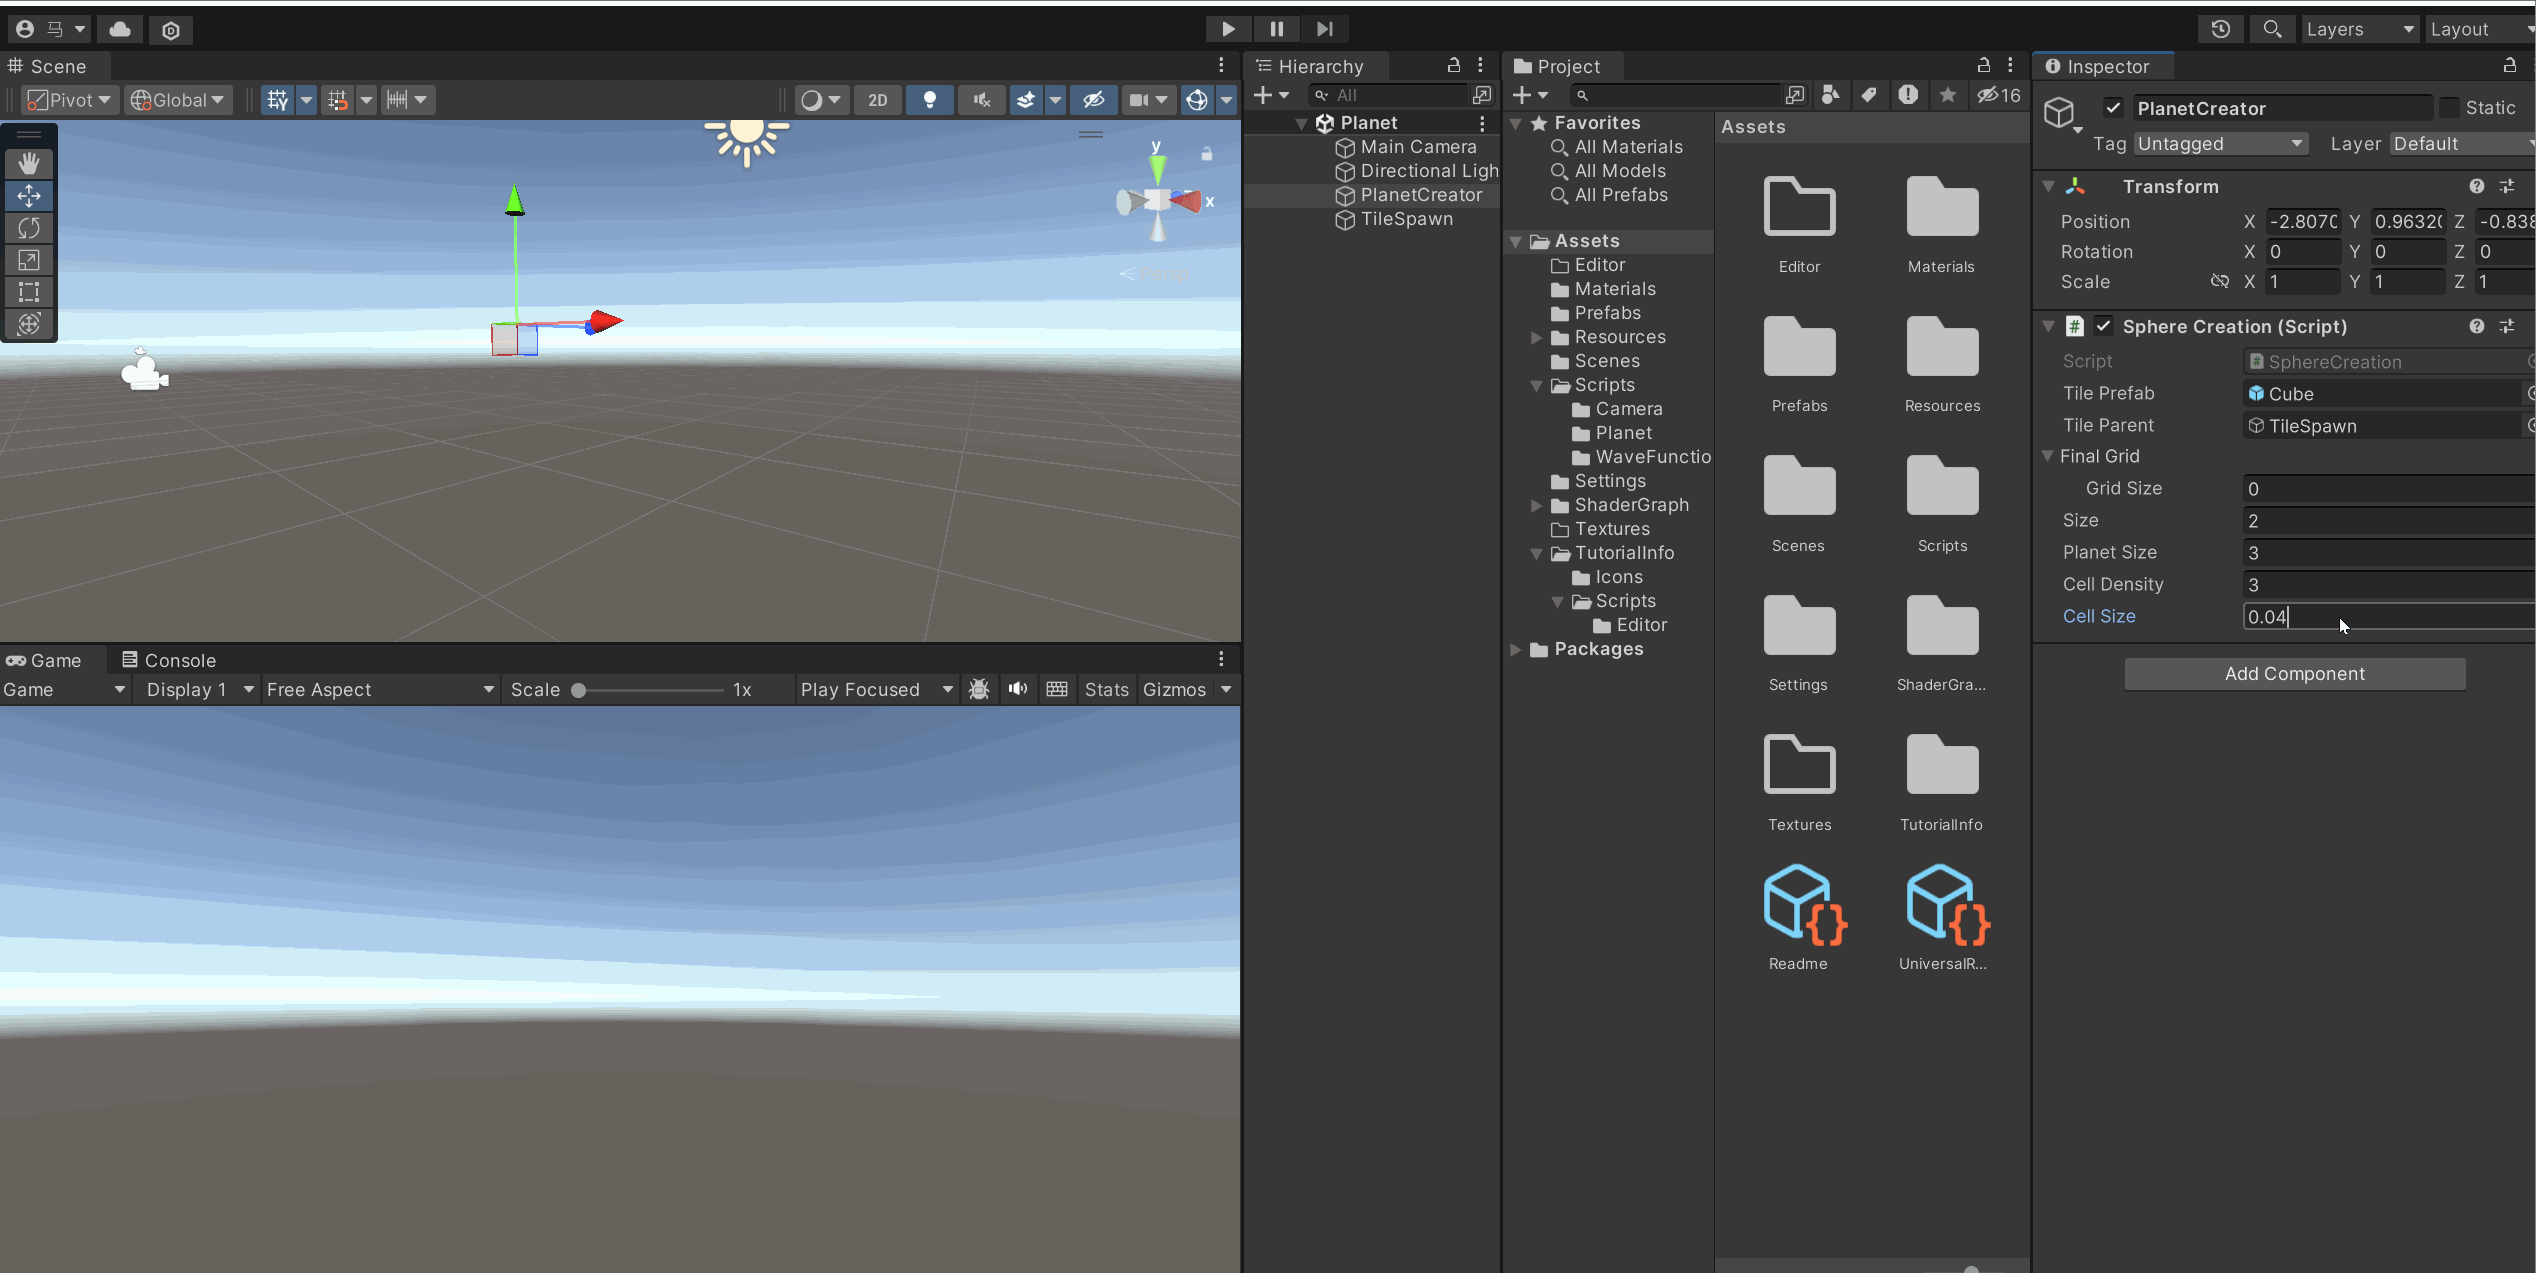 马
Layers
Layout
Scene
Pivot
Global
2D
y
x
Game
Console
Game
Display 1
Free Aspect
Scale
1x
Play Focused
Stats
Gizmos
Hierarchy
All
Planet
Main Camera
Directional Ligh
PlanetCreator
TileSpawn
Project
16
Favorites
All Materials
All Models
All Prefabs
Assets
Editor
Materials
Prefabs
Resources
Scenes
Scripts
Camera
Planet
WaveFunctio
Settings
ShaderGraph
Textures
TutorialInfo
Icons
Scripts
Editor
Packages
Assets
Editor
Materials
Prefabs
Resources
Scenes
Scripts
Settings
ShaderGra...
Textures
TutorialInfo
Readme
UniversalR...
Inspector
PlanetCreator
Static
Tag Untagged Layer Default
Transform
Position X -2.8070 Y 0.96320 Z -0.838
Rotation X 0 Y 0 Z 0
Scale X 1 Y 1 Z 1
# Sphere Creation (Script)
Script # SphereCreation
Tile Prefab Cube
Tile Parent TileSpawn
Final Grid
Grid Size 0
Size 2
Planet Size 3
Cell Density 3
Cell Size 0.04
Add Component